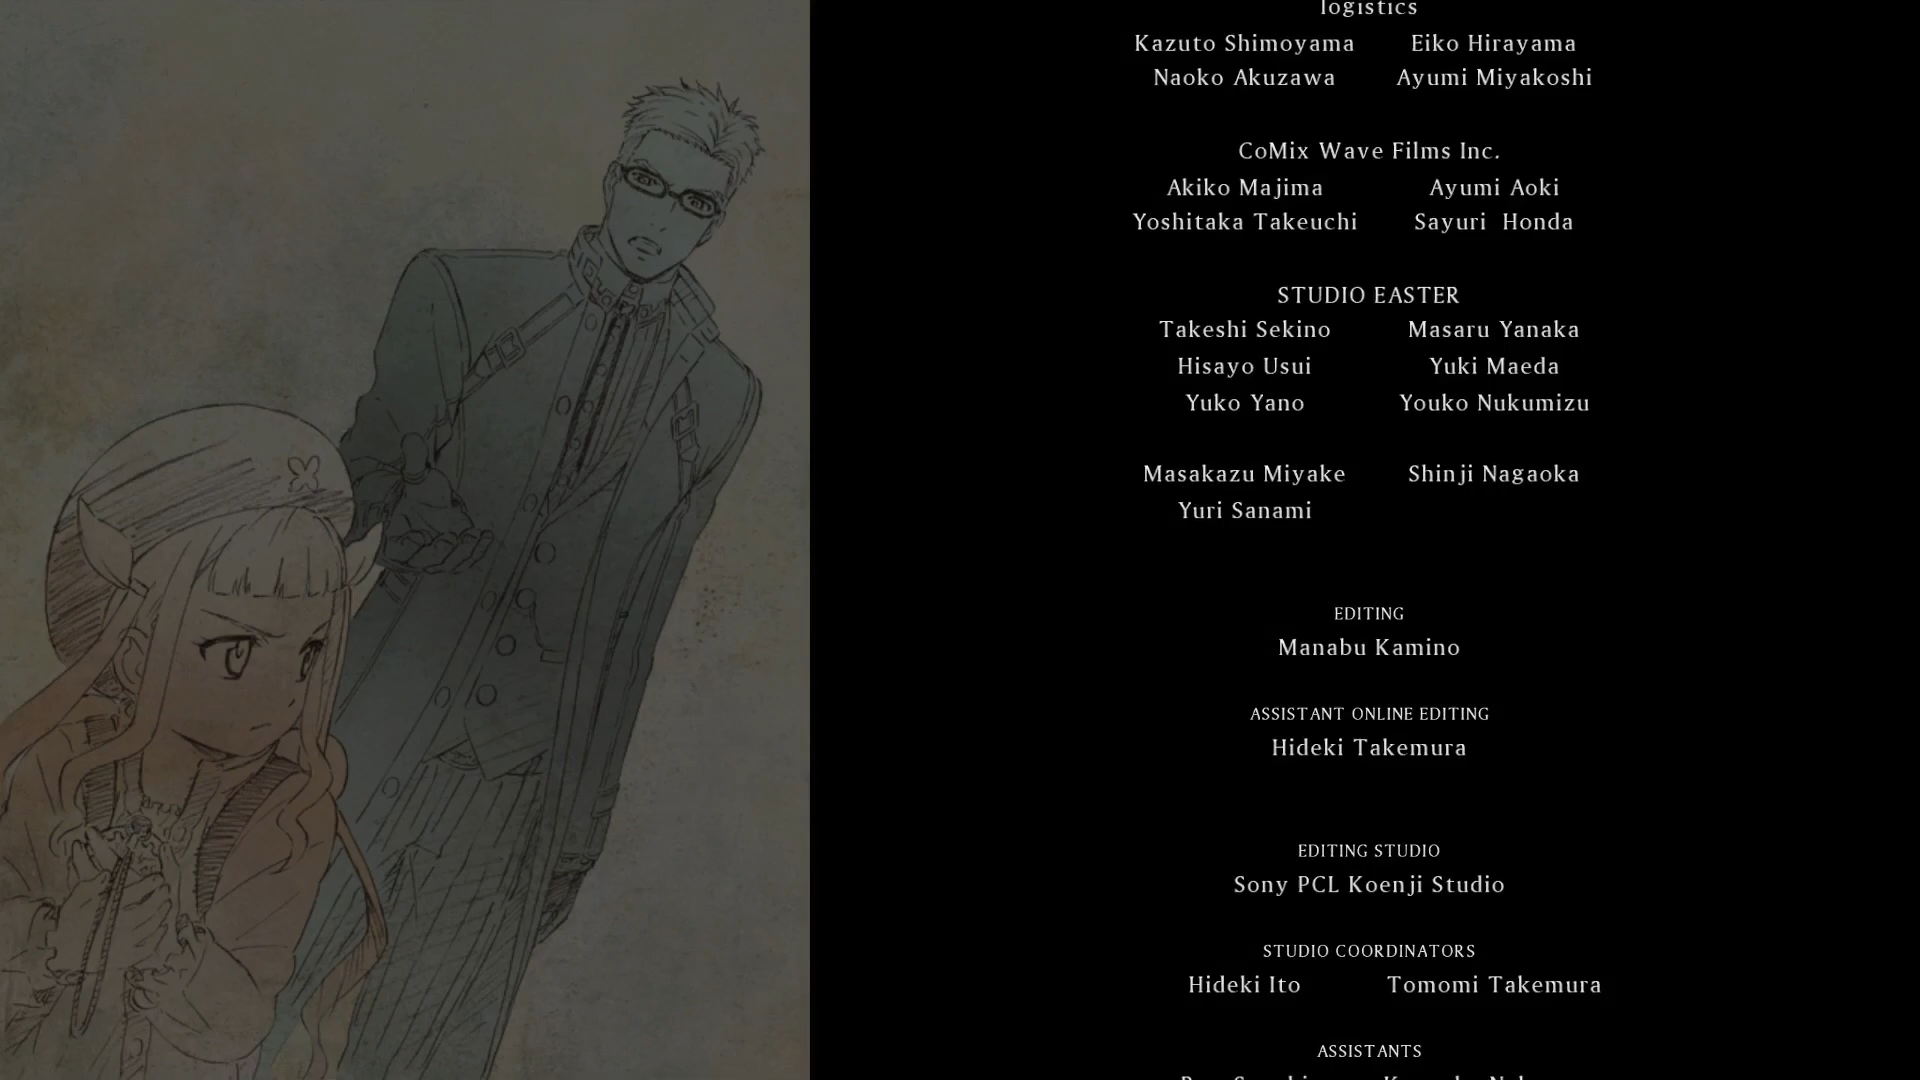 logistics
Kazuto Shimoyama Eiko Hirayama
Naoko Akuzawa Ayumi Miyakoshi
CoMix Wave Films Inc.
Akiko Majima Ayumi Aoki
Yoshitaka Takeuchi Sayuri Honda
STUDIO EASTER
Takeshi Sekino Masaru Yanaka
Hisayo Usui Yuki Maeda
Yuko Yano Youko Nukumizu
Masakazu Miyake Shinji Nagaoka
Yuri Sanami
EDITING
Manabu Kamino
ASSISTANT ONLINE EDITING
Hideki Takemura
EDITING STUDIO
Sony PCL Koenji Studio
STUDIO COORDINATORS
Hideki Ito Tomomi Takemura
ASSISTANTS